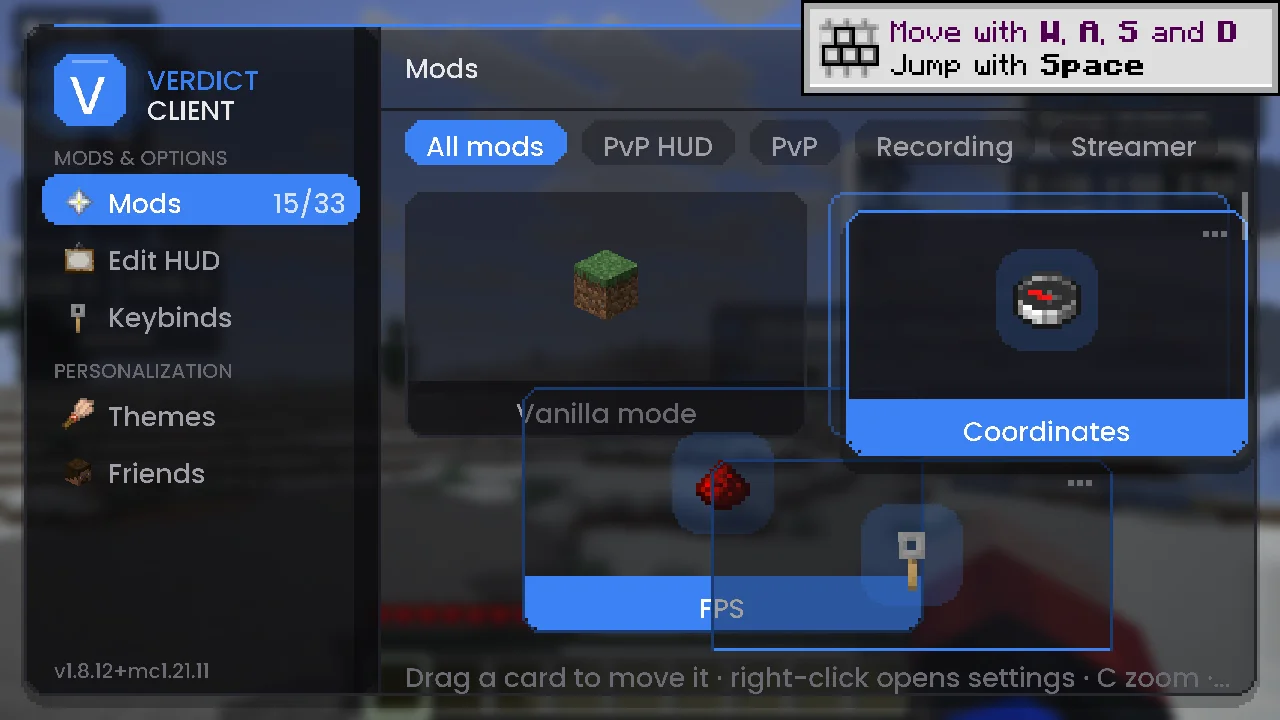 Move with W, A, S and D
Jump with Space
V
VERDICT
CLIENT
MODS & OPTIONS
Mods 15/33
Edit HUD
Keybinds
PERSONALIZATION
Themes
Friends
v1.8.12+mc1.21.11
Mods
All mods
PvP HUD
PvP
Recording
Streamer
Vanilla mode
Coordinates
FPS
Drag a card to move it · right-click opens settings · C zoom ·...